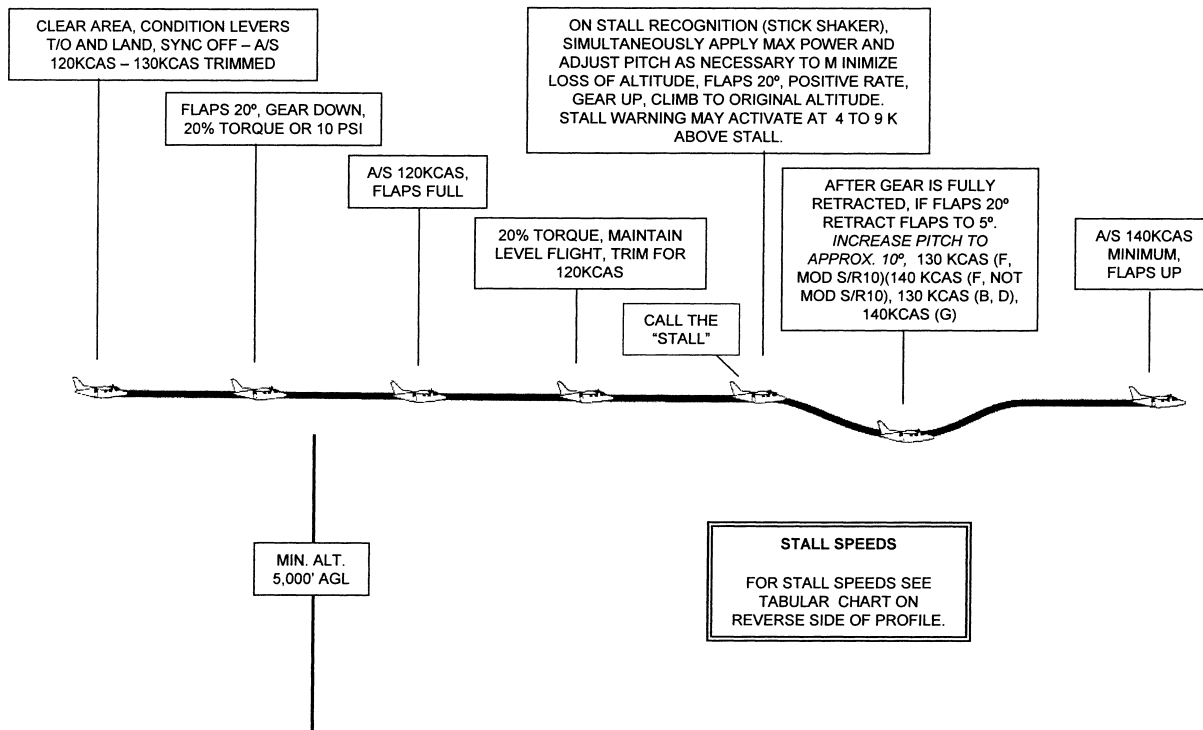 CLEAR AREA, CONDITION LEVERS
T/O AND LAND, SYNC OFF – A/S
120KCAS – 130KCAS TRIMMED
FLAPS 20º, GEAR DOWN,
20% TORQUE OR 10 PSI
A/S 120KCAS,
FLAPS FULL
20% TORQUE, MAINTAIN
LEVEL FLIGHT, TRIM FOR
120KCAS
ON STALL RECOGNITION (STICK SHAKER),
SIMULTANEOUSLY APPLY MAX POWER AND
ADJUST PITCH AS NECESSARY TO M INIMIZE
LOSS OF ALTITUDE, FLAPS 20º, POSITIVE RATE,
GEAR UP, CLIMB TO ORIGINAL ALTITUDE.
STALL WARNING MAY ACTIVATE AT 4 TO 9 K
ABOVE STALL.
CALL THE
“STALL”
AFTER GEAR IS FULLY
RETRACTED, IF FLAPS 20º
RETRACT FLAPS TO 5º.
INCREASE PITCH TO
APPROX. 10º, 130 KCAS (F,
MOD S/R10)(140 KCAS (F, NOT
MOD S/R10), 130 KCAS (B, D),
140KCAS (G)
A/S 140KCAS
MINIMUM,
FLAPS UP
MIN. ALT.
5,000’ AGL
STALL SPEEDS
FOR STALL SPEEDS SEE
TABULAR CHART ON
REVERSE SIDE OF PROFILE.